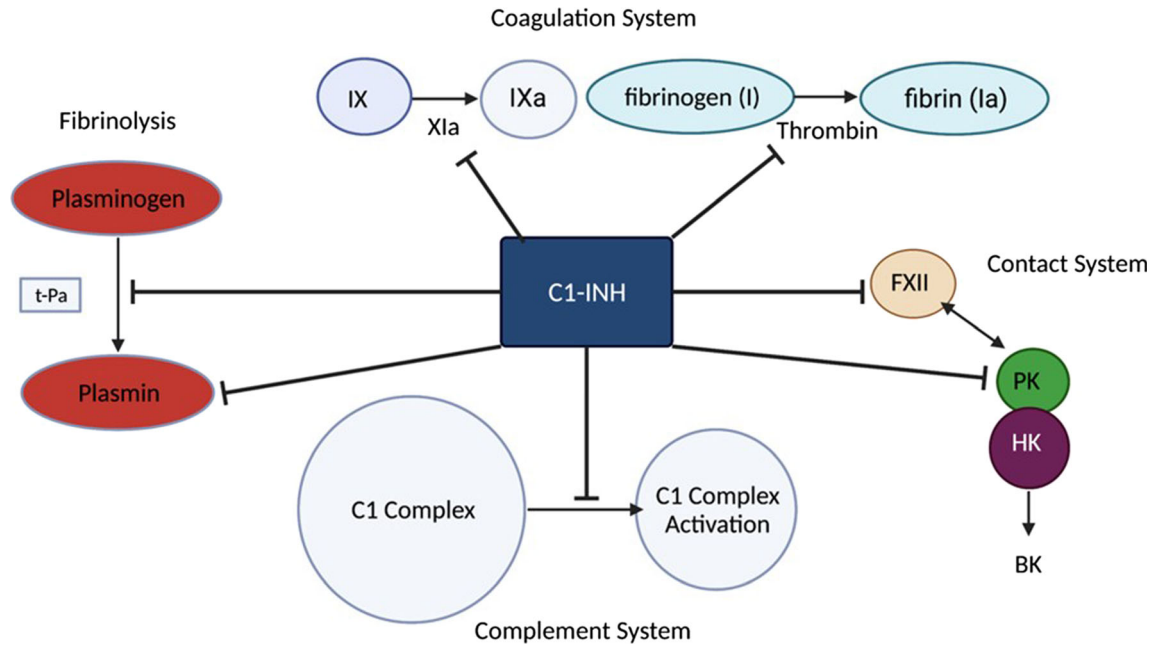 Coagulation System
IX
XIa
IXa
fibrinogen (I)
Thrombin
fibrin (Ia)
Fibrinolysis
Plasminogen
t-Pa
Plasmin
C1-INH
Contact System
FXII
PK
HK
BK
C1 Complex
C1 Complex
Activation
Complement System